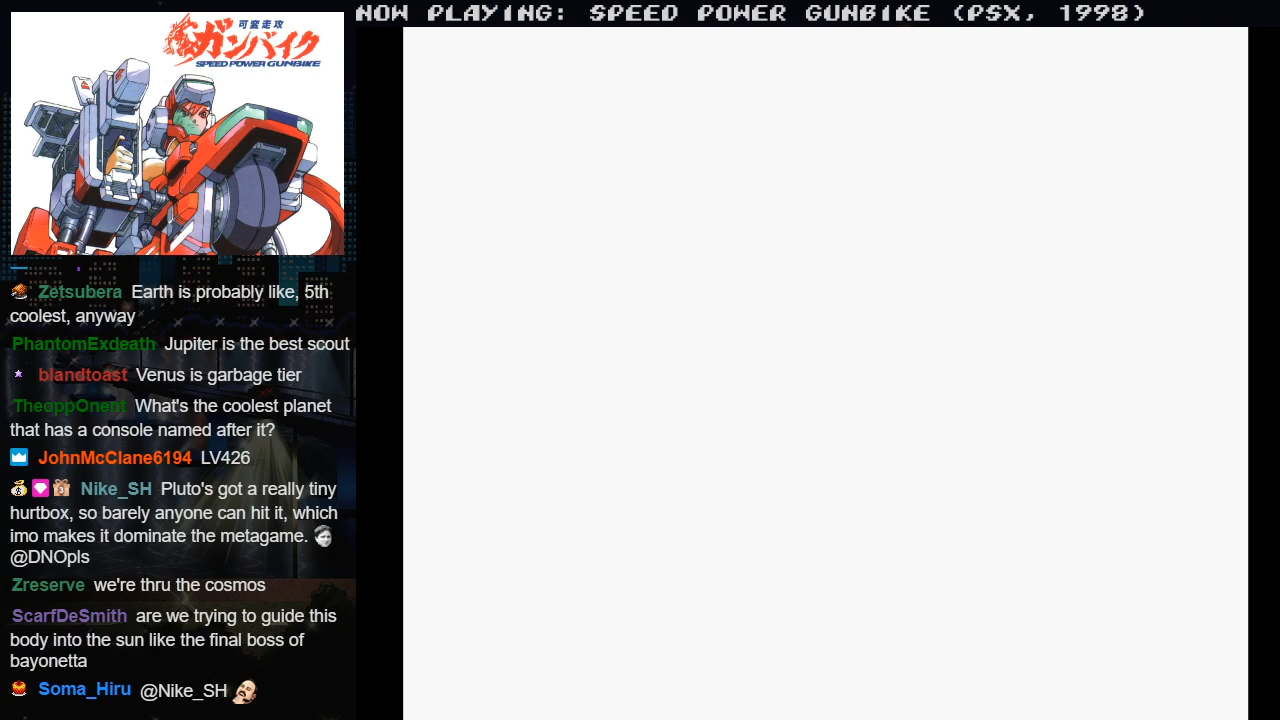 NOW PLAYING: SPEED POWER GUNBIKE (PSX, 1998)
可変走攻
ガンバイク
SPEED POWER GUNBIKE
Zetsubera Earth is probably like, 5th
coolest, anyway
PhantomExdeath Jupiter is the best scout
blandtoast Venus is garbage tier
TheoppOnent What's the coolest planet
that has a console named after it?
JohnMcClane6194 LV426
Nike_SH Pluto's got a really tiny
hurtbox, so barely anyone can hit it, which
imo makes it dominate the metagame.
@DNOpls
Zreserve we're thru the cosmos
ScarfDeSmith are we trying to guide this
body into the sun like the final boss of
bayonetta
Soma_Hiru @Nike_SH